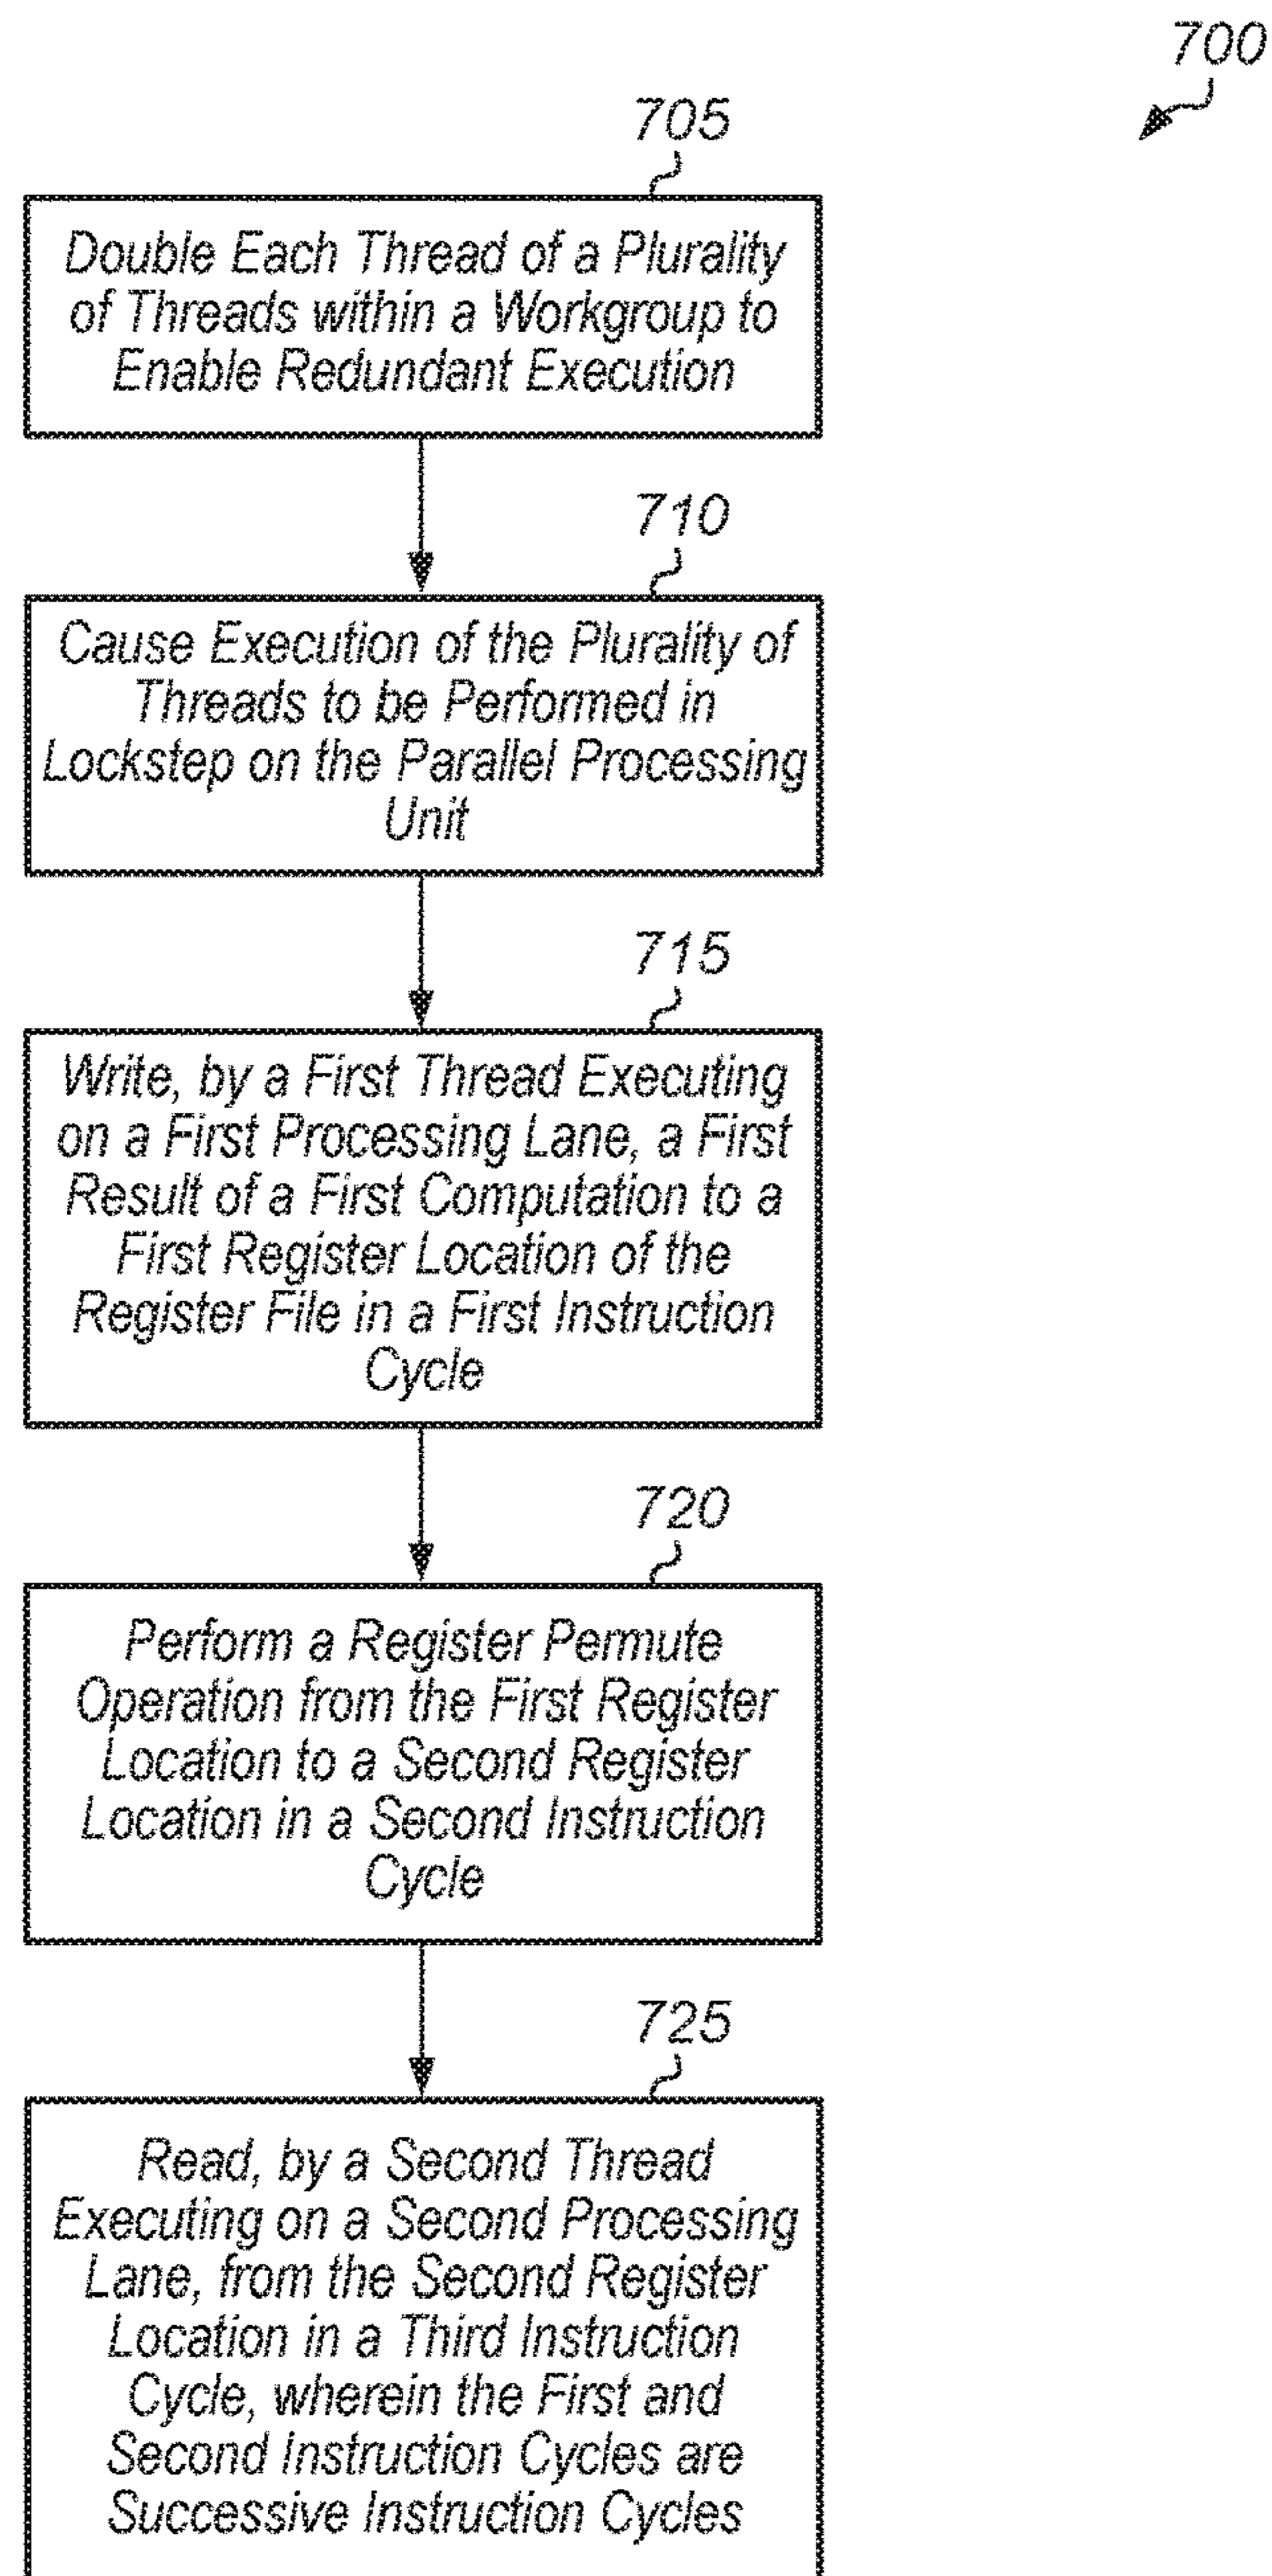 700
705
Double Each Thread of a Plurality
of Threads within a Workgroup to
Enable Redundant Execution
710
Cause Execution of the Plurality of
Threads to be Performed in
Lockstep on the Parallel Processing
Unit
715
Write, by a First Thread Executing
on a First Processing Lane, a First
Result of a First Computation to a
First Register Location of the
Register File in a First Instruction
Cycle
720
Perform a Register Permute
Operation from the First Register
Location to a Second Register
Location in a Second Instruction
Cycle
725
Read, by a Second Thread
Executing on a Second Processing
Lane, from the Second Register
Location in a Third Instruction
Cycle, wherein the First and
Second Instruction Cycles are
Successive Instruction Cycles